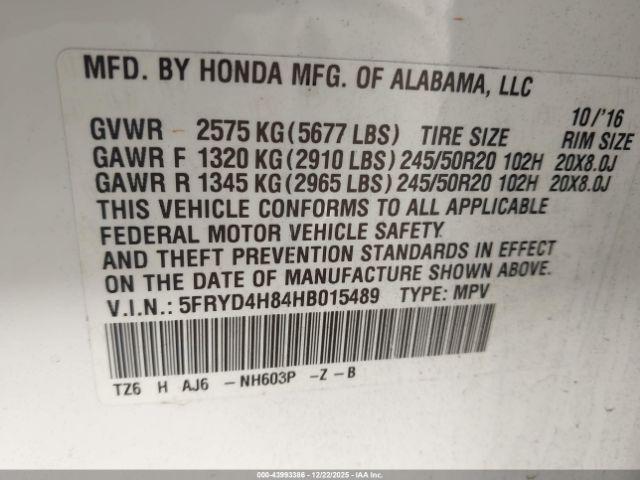 MFD. BY HONDA MFG. OF ALABAMA, LLC
10/'16
GVWR 2575 KG (5677 LBS) TIRE SIZE RIM SIZE
GAWR F 1320 KG (2910 LBS) 245/50R20 102H 20X8.0J
GAWR R 1345 KG (2965 LBS) 245/50R20 102H 20X8.0J
THIS VEHICLE CONFORMS TO ALL APPLICABLE
FEDERAL MOTOR VEHICLE SAFETY
AND THEFT PREVENTION STANDARDS IN EFFECT
ON THE DATE OF MANUFACTURE SHOWN ABOVE.
V.I.N.: 5FRYD4H84HB015489 TYPE: MPV
TZ6 H AJ6 -NH603P -Z-B
000-43993386 - 12/22/2025 - IAAI